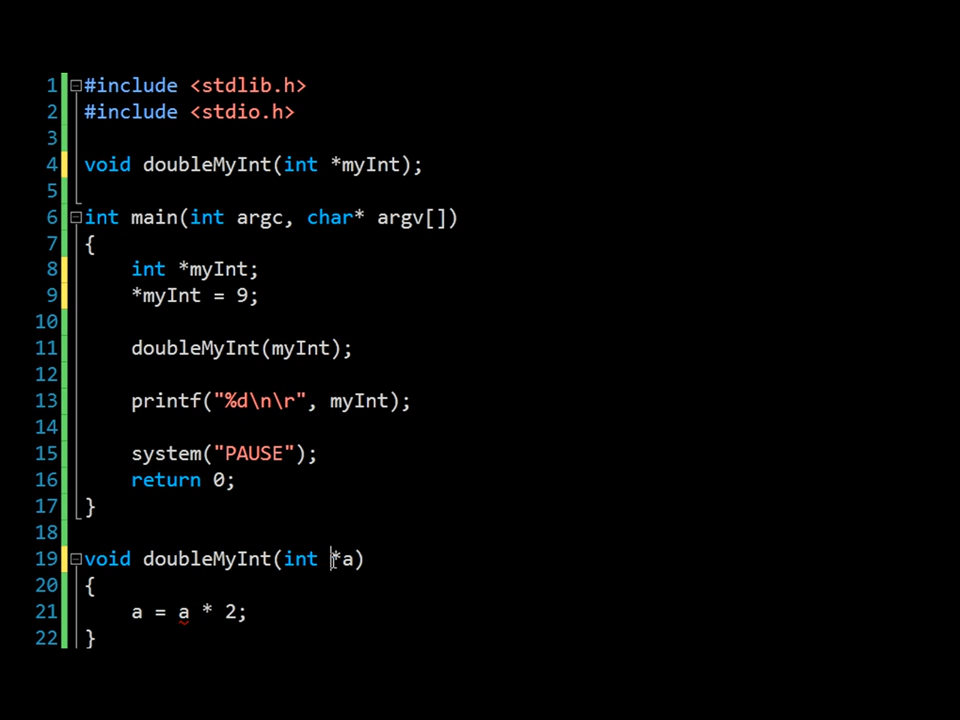 1 #include <stdlib.h>
2 #include <stdio.h>
3
4 void doubleMyInt(int *myInt);
5
6 int main(int argc, char* argv[])
7 {
8     int *myInt;
9     *myInt = 9;
10
11     doubleMyInt(myInt);
12
13     printf("%d\n\r", myInt);
14
15     system("PAUSE");
16     return 0;
17 }
18
19 void doubleMyInt(int *a)
20 {
21     a = a * 2;
22 }